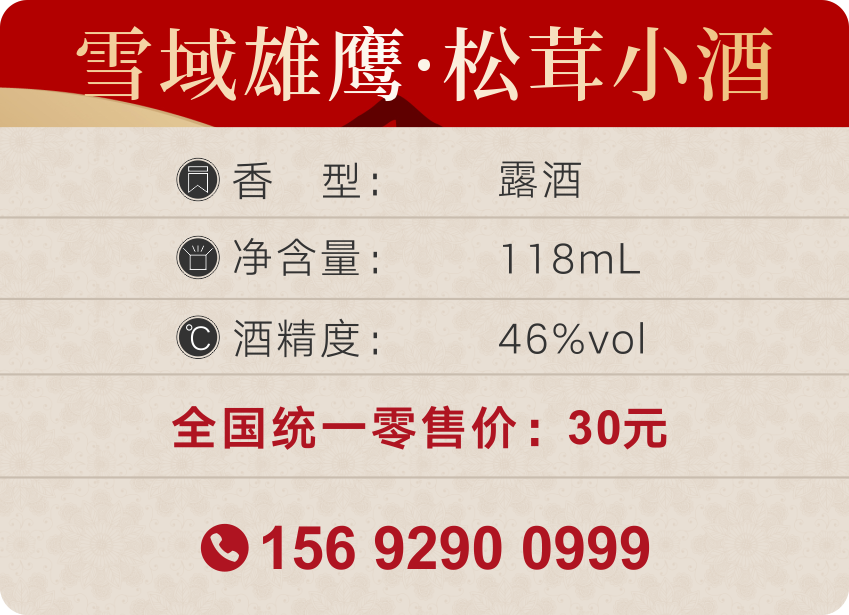 雪域雄鹰·松茸小酒
香 型： 露酒
净含量： 118mL
℃ 酒精度： 46%vol
全国统一零售价：30元
156 9290 0999